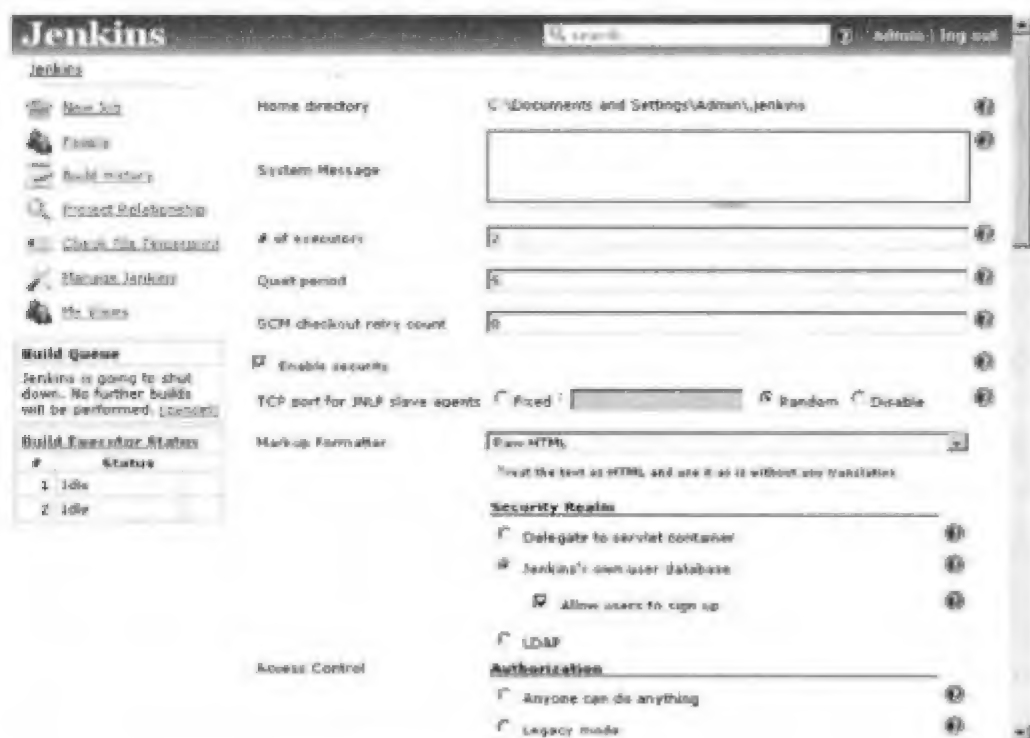 Jenkins
search
admin | log out
Jenkins
New Job
People
Build History
Project Relationship
Check File Fingerprint
Manage Jenkins
My Views
Build Queue
Jenkins is going to shut
down. No further builds
will be performed. (cancel)
Build Executor Status
# Status
1 Idle
2 Idle
Home directory C:\Documents and Settings\Admin\.jenkins
System Message
# of executors 2
Quiet period 5
SCM checkout retry count 0
Enable security
TCP port for JNLP slave agents Fixed : Random Disable
Markup Formatter Raw HTML
Treat the text as HTML and use it as is without any translation
Security Realm
Delegate to servlet container
Jenkins's own user database
Allow users to sign up
LDAP
Access Control Authorization
Anyone can do anything
Legacy mode